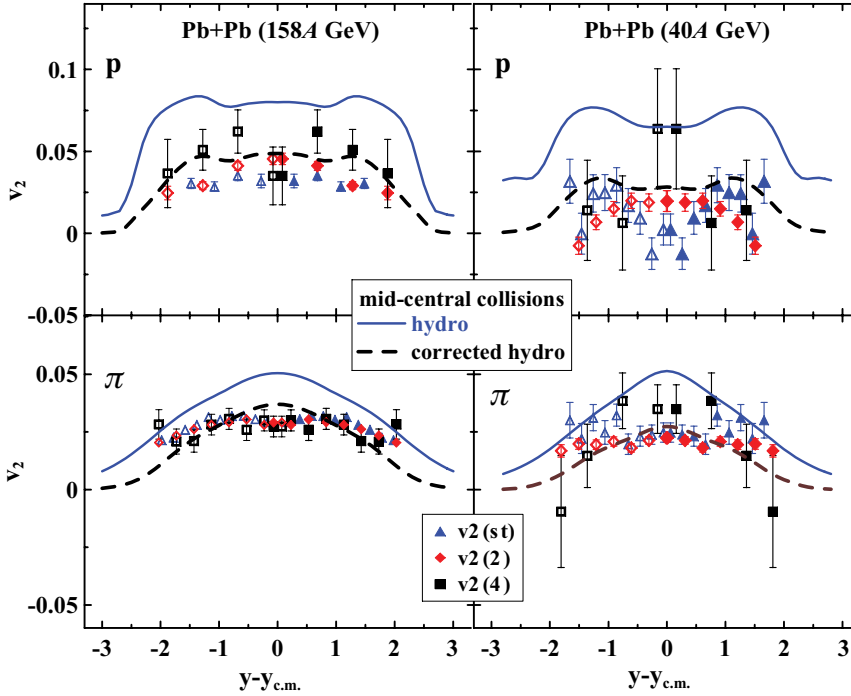 Pb+Pb (158A GeV)
Pb+Pb (40A GeV)
p
p
0.1
0.05
0
-0.05
v2
mid-central collisions
hydro
corrected hydro
π
π
0.05
0
-0.05
v2
v2(st)
v2(2)
v2(4)
-3 -2 -1 0 1 2 3
-3 -2 -1 0 1 2 3
y-yc.m.
y-yc.m.